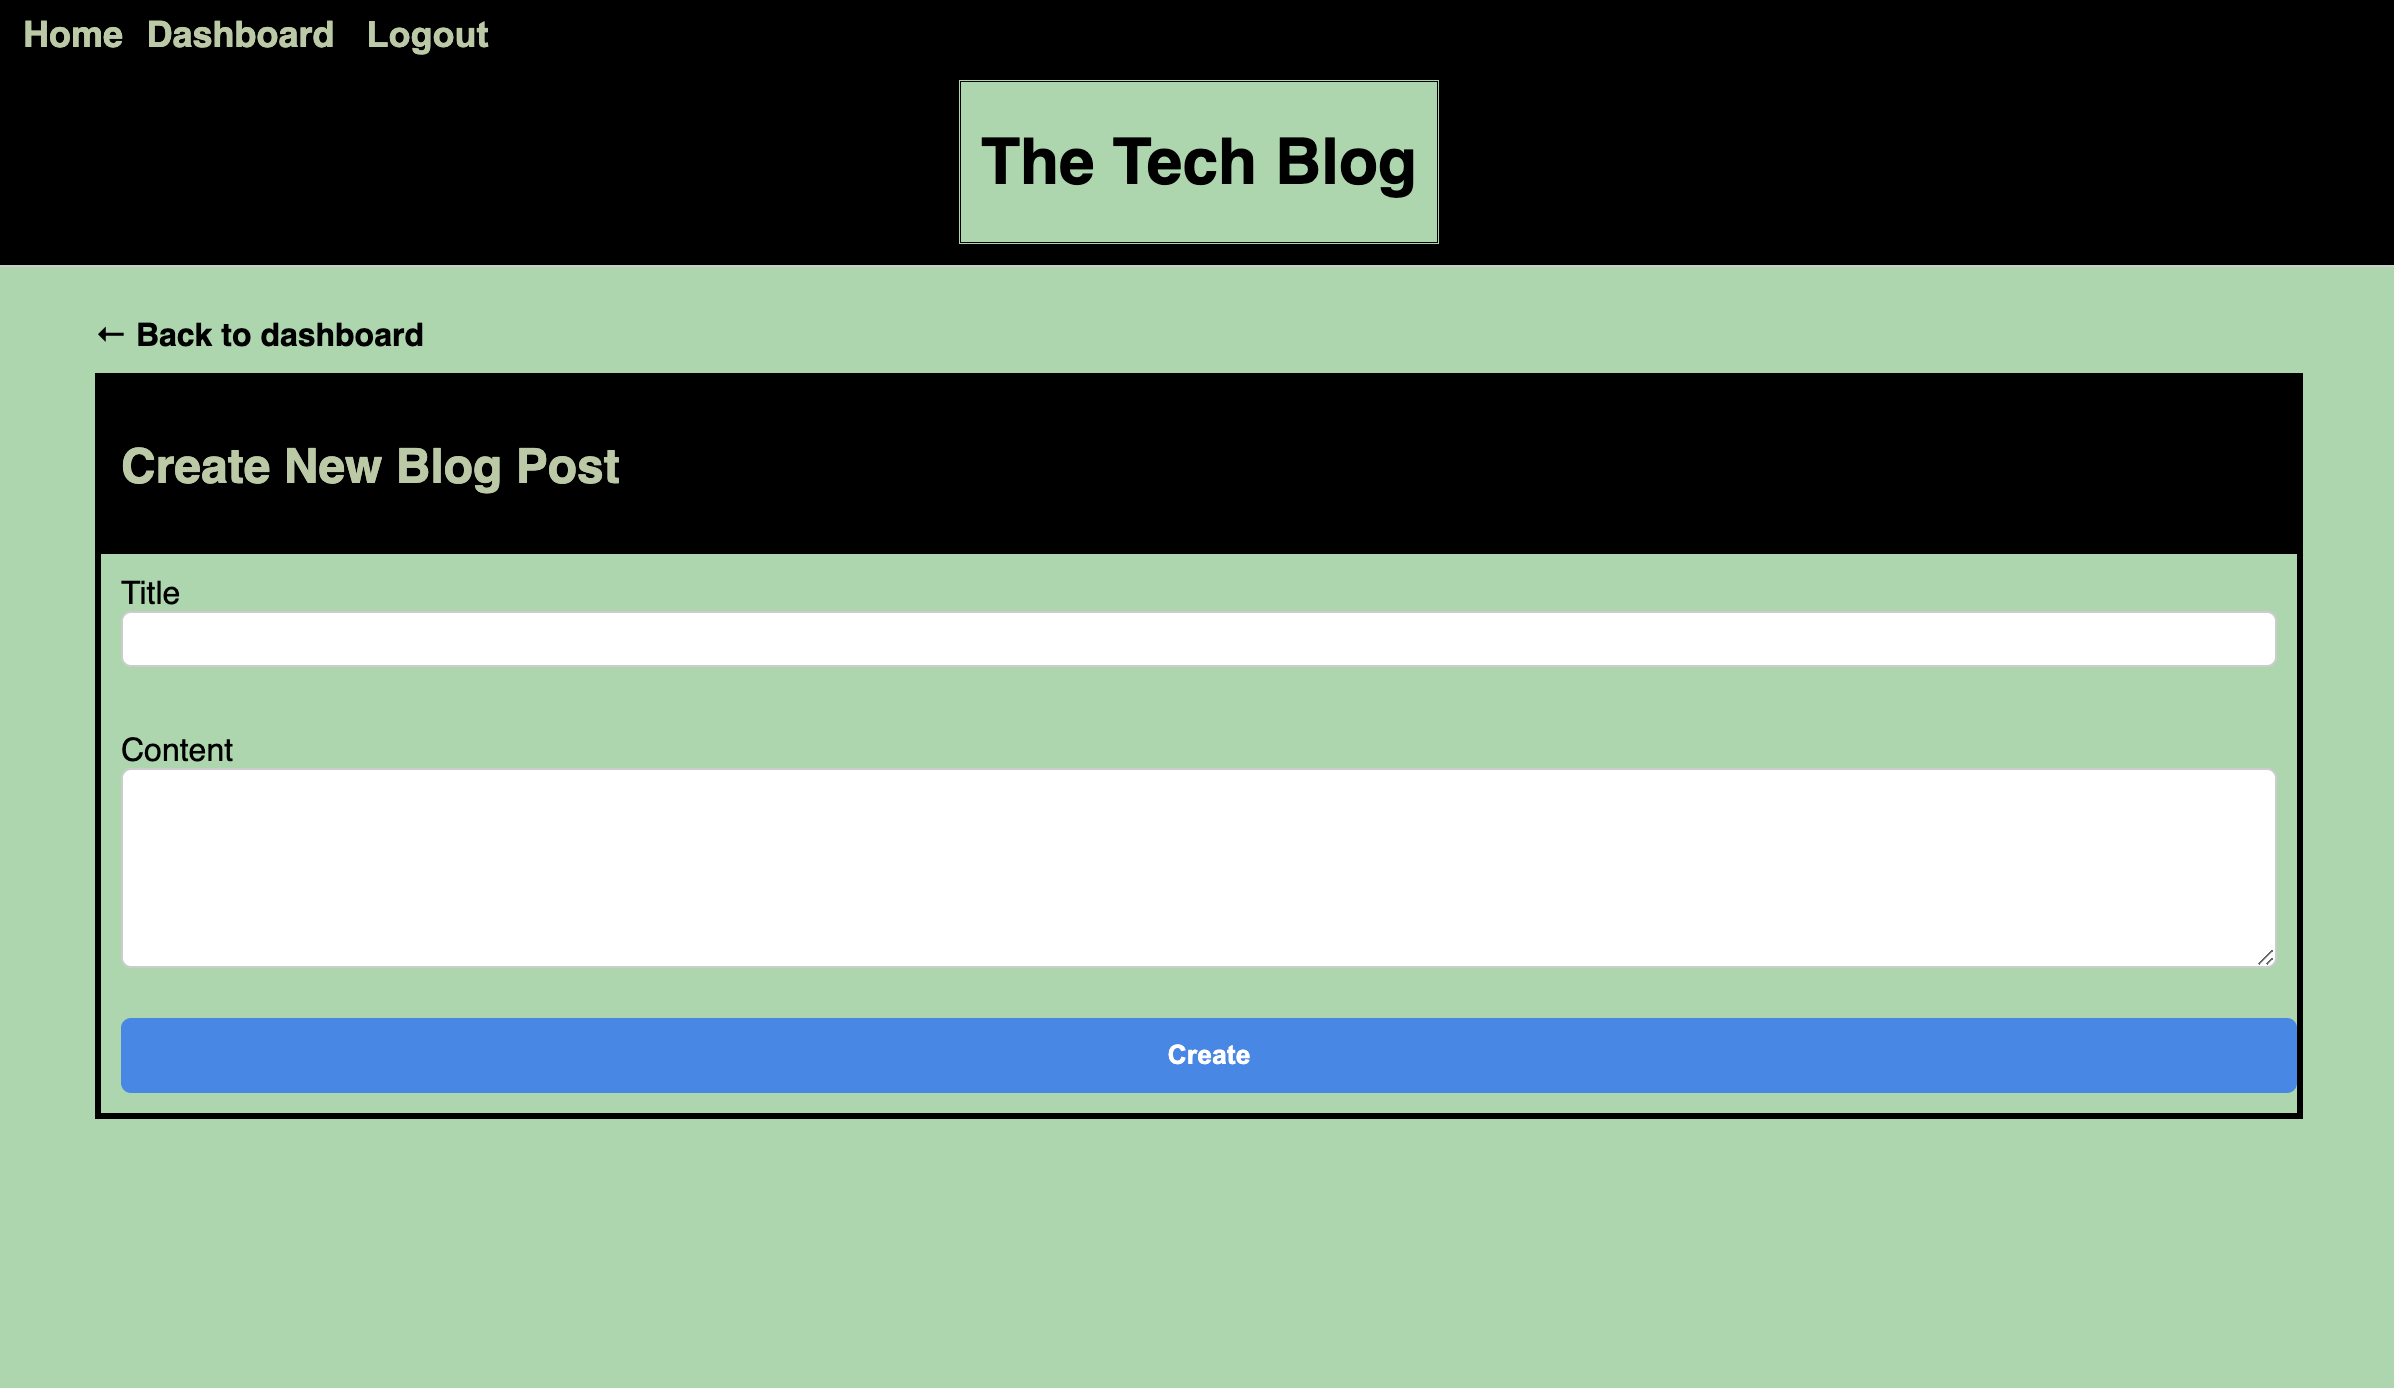 Home Dashboard Logout
The Tech Blog
← Back to dashboard
Create New Blog Post
Title
Content
Create